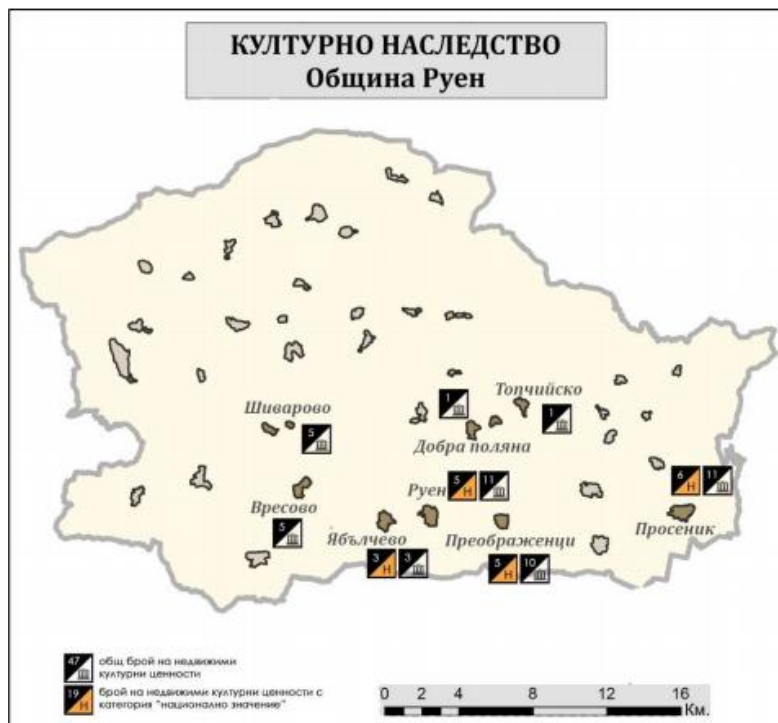 КУЛТУРНО НАСЛЕДСТВО
Община Руен
1
Топчийско
1
Шиварово
5
Добра поляна
Руен
5 Н 11
6 Н 11
Вресово
5
Ябълчево
Преображенци
Просеник
3 Н 3
5 Н 10
47
общ брой на недвижими
културни ценности
19 Н
брой на недвижими културни ценности с
категория "национално значение"
0 2 4 8 12 16
Км.